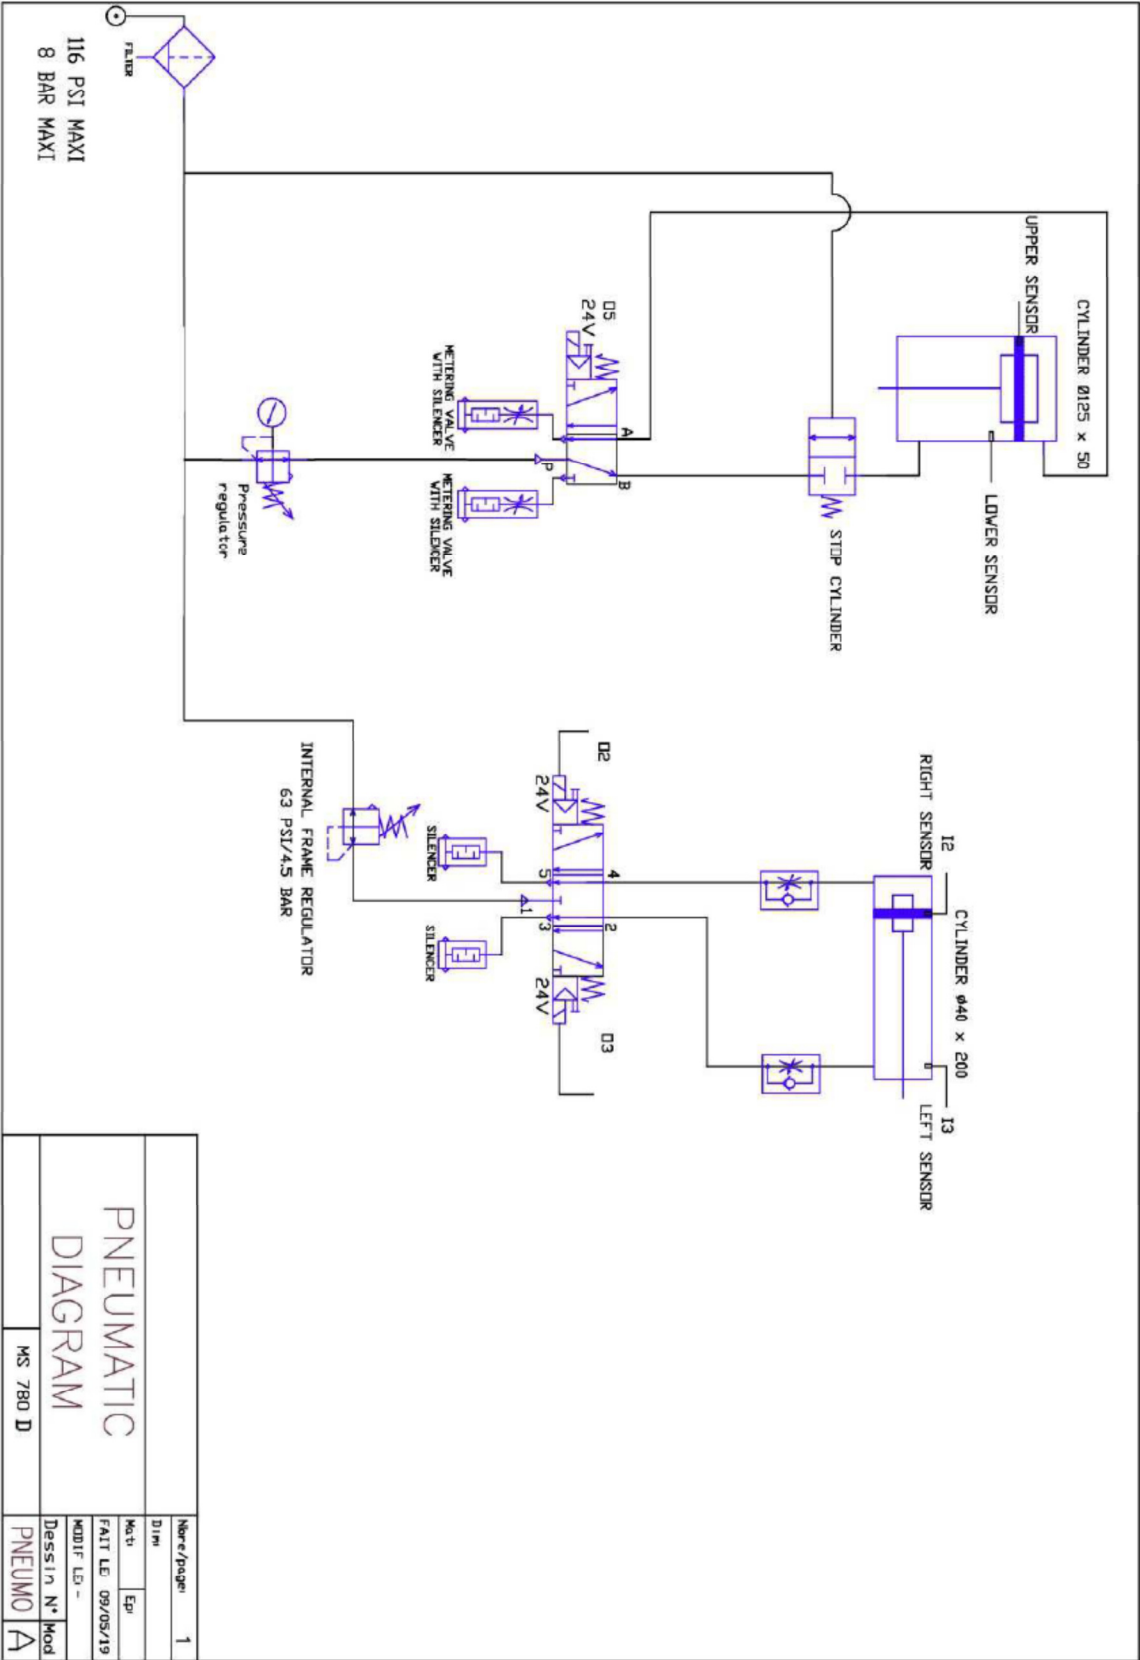 CYLINDER Ø125 x 50
UPPER SENSOR
LOWER SENSOR
STOP CYLINDER
O5
24V
A
B
P
METERING VALVE
WITH SILENCER
METERING VALVE
WITH SILENCER
Pressure
regulator
FILTER
116 PSI MAXI
8 BAR MAXI
I2
RIGHT SENSOR
CYLINDER ø40 x 200
I3
LEFT SENSOR
O2
24V
O3
24V
4
2
5
1
3
SILENCER
SILENCER
INTERNAL FRAME REGULATOR
63 PSI/4.5 BAR
PNEUMATIC
DIAGRAM
MS 780 D
Nbre/page: 1
Dim:
Mat: Ep:
FAIT LE: 09/05/19
MODIF LE: -
Dessin N° Mod
PNEUMO A